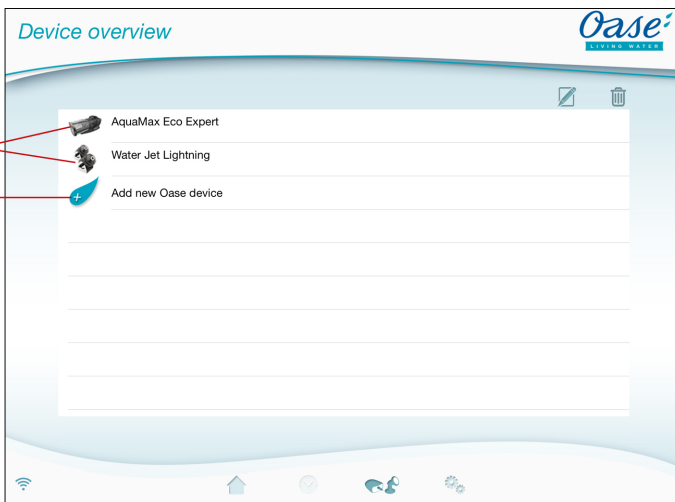 Device overview
Oase
LIVING WATER
AquaMax Eco Expert
Water Jet Lightning
Add new Oase device